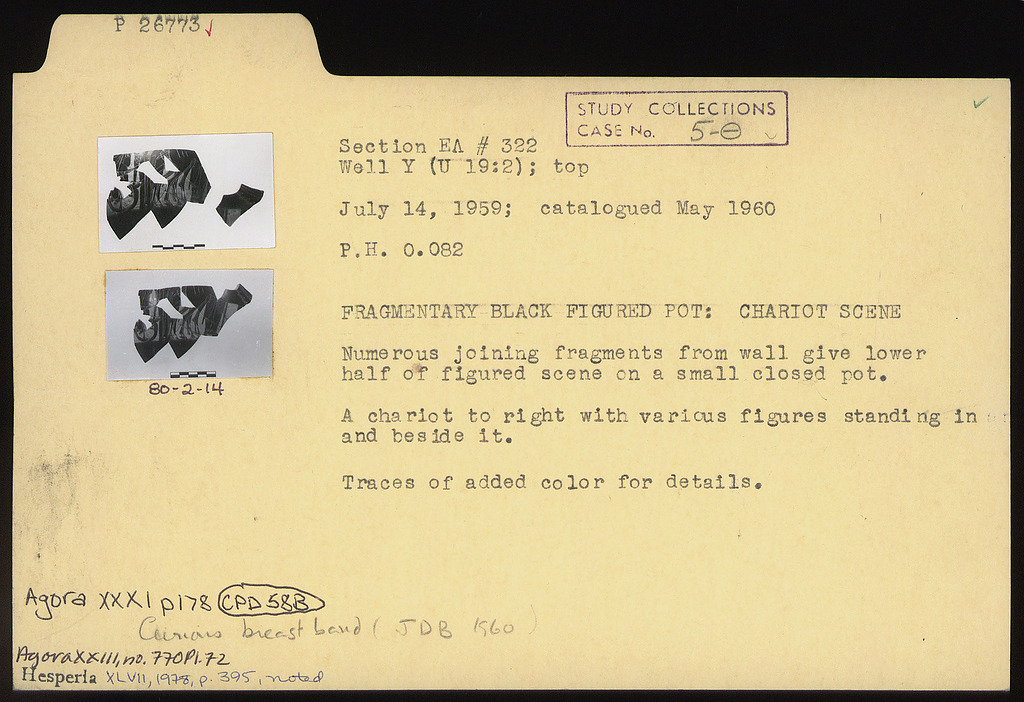 P 26773
STUDY COLLECTIONS
CASE No. 5-Θ
Section EA # 322
Well Y (U 19:2); top
July 14, 1959; catalogued May 1960
P.H. 0.082
FRAGMENTARY BLACK FIGURED POT: CHARIOT SCENE
Numerous joining fragments from wall give lower
half of figured scene on a small closed pot.
A chariot to right with various figures standing in
and beside it.
Traces of added color for details.
80-2-14
Agora XXXI p178 CPD 58B
Curious breast band (JDB 1960)
Agora XXIII, no. 770 Pl. 72
Hesperia XLVII, 1978, p. 395, noted